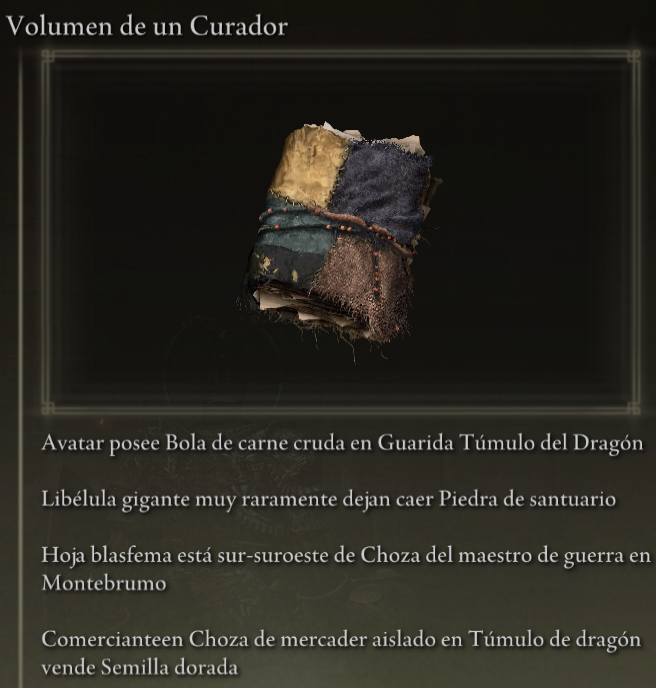 Volumen de un Curador
Avatar posee Bola de carne cruda en Guarida Túmulo del Dragón
Libélula gigante muy raramente dejan caer Piedra de santuario
Hoja blasfema está sur-suroeste de Choza del maestro de guerra en
Montebrumo
Comercianteen Choza de mercader aislado en Túmulo de dragón
vende Semilla dorada